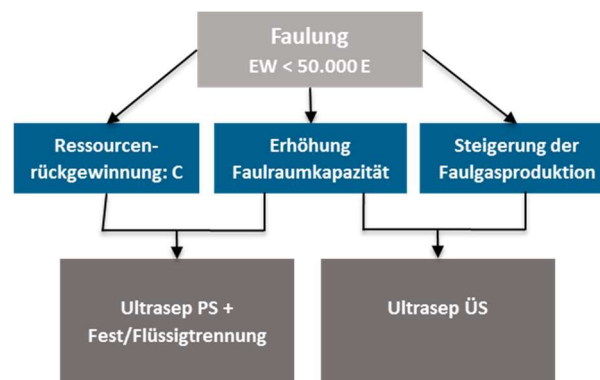 Faulung
EW < 50.000 E
Ressourcen-
rückgewinnung: C
Erhöhung
Faulraumkapazität
Steigerung der
Faulgasproduktion
Ultrasep PS +
Fest/Flüssigtrennung
Ultrasep ÜS